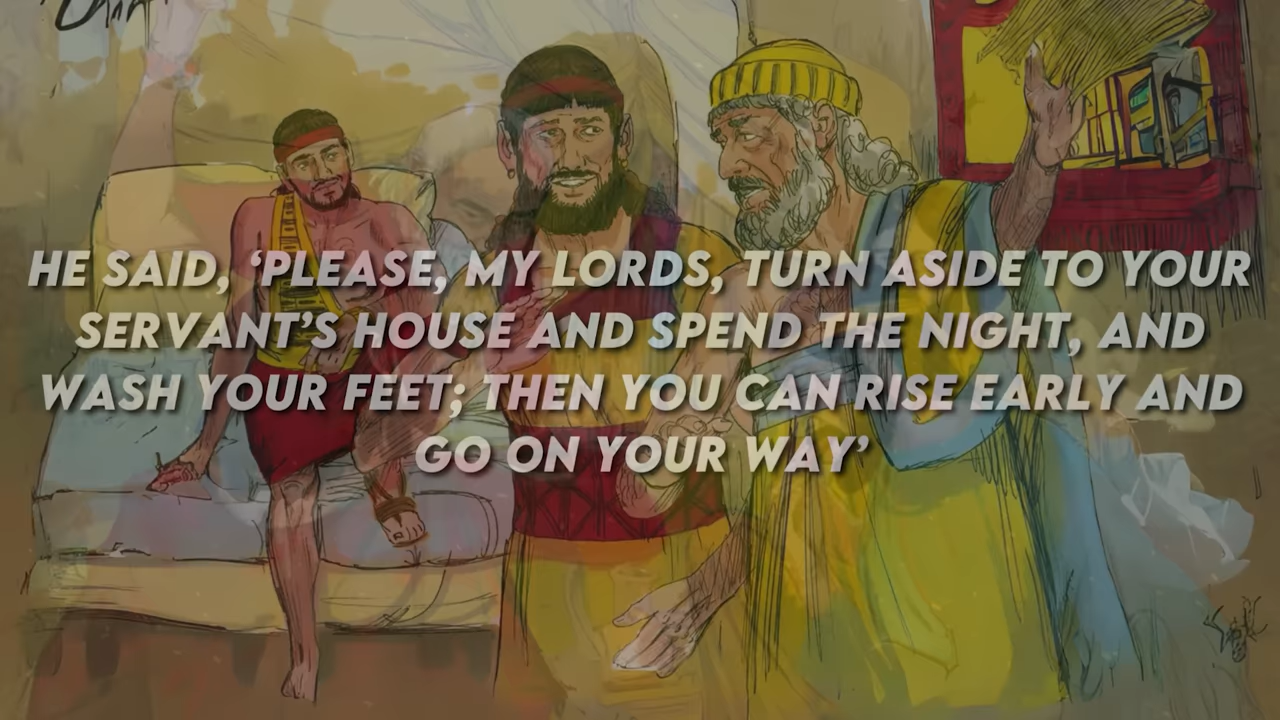 HE SAID, ‘PLEASE, MY LORDS, TURN ASIDE TO YOUR
SERVANT’S HOUSE AND SPEND THE NIGHT, AND
WASH YOUR FEET; THEN YOU CAN RISE EARLY AND
GO ON YOUR WAY’